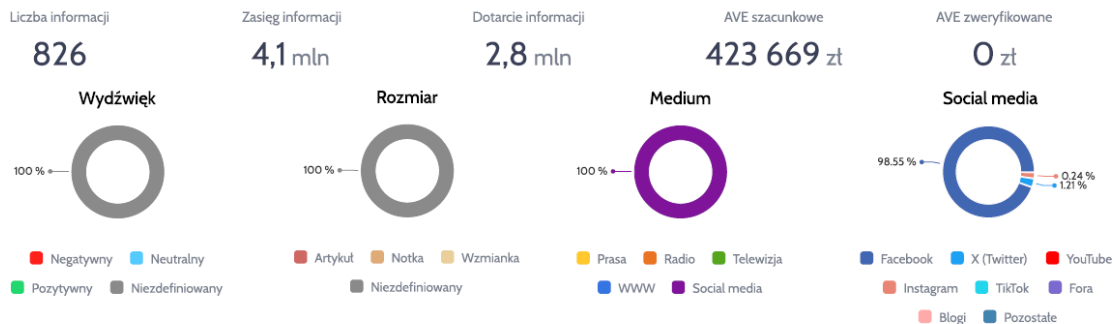 Liczba informacji
Zasięg informacji
Dotarcie informacji
AVE szacunkowe
AVE zweryfikowane
826
4,1 mln
2,8 mln
423 669 zł
0 zł
Wydźwięk
Rozmiar
Medium
Social media
100 %
100 %
100 %
98.55 %
0.24 %
1.21 %
Negatywny
Neutralny
Pozytywny
Niezdefiniowany
Artykuł
Notka
Wzmianka
Niezdefiniowany
Prasa
Radio
Telewizja
WWW
Social media
Facebook
X (Twitter)
YouTube
Instagram
TikTok
Fora
Blogi
Pozostałe